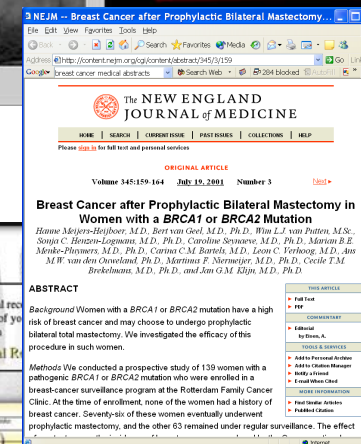 NEJM -- Breast Cancer after Prophylactic Bilateral Mastectomy...
File Edit View Favorites Tools Help
Back Search Favorites Media
Address http://content.nejm.org/cgi/content/abstract/345/3/159 Go Lin
Google breast cancer medical abstracts Search Web 284 blocked AutoFill
The NEW ENGLAND
JOURNAL of MEDICINE
HOME | SEARCH | CURRENT ISSUE | PAST ISSUES | COLLECTIONS | HELP
Please sign in for full text and personal services
ORIGINAL ARTICLE
Volume 345:159-164 July 19, 2001 Number 3 Next
Breast Cancer after Prophylactic Bilateral Mastectomy in
Women with a BRCA1 or BRCA2 Mutation
Hanne Meijers-Heijboer, M.D., Bert van Geel, M.D., Ph.D., Wim L.J. van Putten, M.Sc.,
Sonja C. Henzen-Logmans, M.D., Ph.D., Caroline Seynaeve, M.D., Ph.D., Marian B.E.
Menke-Pluymers, M.D., Ph.D., Carina C.M. Bartels, M.D., Leon C. Verhoog, M.D., Ans
M.W. van den Ouweland, Ph.D., Martinus F. Niermeijer, M.D., Ph.D., Cecile T.M.
Brekelmans, M.D., Ph.D., and Jan G.M. Klijn, M.D., Ph.D.
ABSTRACT
Background Women with a BRCA1 or BRCA2 mutation have a high
risk of breast cancer and may choose to undergo prophylactic
bilateral total mastectomy. We investigated the efficacy of this
procedure in such women.
Methods We conducted a prospective study of 139 women with a
pathogenic BRCA1 or BRCA2 mutation who were enrolled in a
breast-cancer surveillance program at the Rotterdam Family Cancer
Clinic. At the time of enrollment, none of the women had a history of
breast cancer. Seventy-six of these women eventually underwent
prophylactic mastectomy, and the other 63 remained under regular surveillance. The effect
THIS ARTICLE
Full Text
PDF
COMMENTARY
Editorial
by Eisen, A.
TOOLS & SERVICES
Add to Personal Archive
Add to Citation Manager
Notify a Friend
E-mail When Cited
MORE INFORMATION
Find Similar Articles
PubMed Citation
Internet